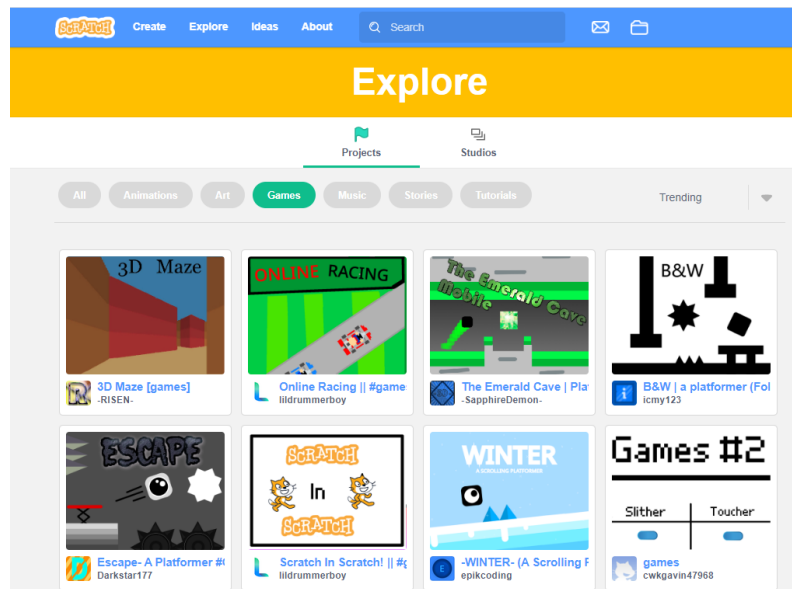 SCRATCH Create Explore Ideas About Search
Explore
Projects Studios
All Animations Art Games Music Stories Tutorials Trending
3D Maze
3D Maze [games]
-RISEN-
ONLINE RACING
Online Racing || #game
lildrummerboy
The Emerald Cave
Mobile
The Emerald Cave | Pla
-SapphireDemon-
B&W
B&W | a platformer (Fol
icmy123
ESCAPE
Escape- A Platformer #
Darkstar177
SCRATCH
In
SCRATCH
Scratch In Scratch! || #g
lildrummerboy
WINTER
A SCROLLING PLATFORMER
-WINTER- (A Scrolling P
epikcoding
Games #2
Slither Toucher
games
cwkgavin47968